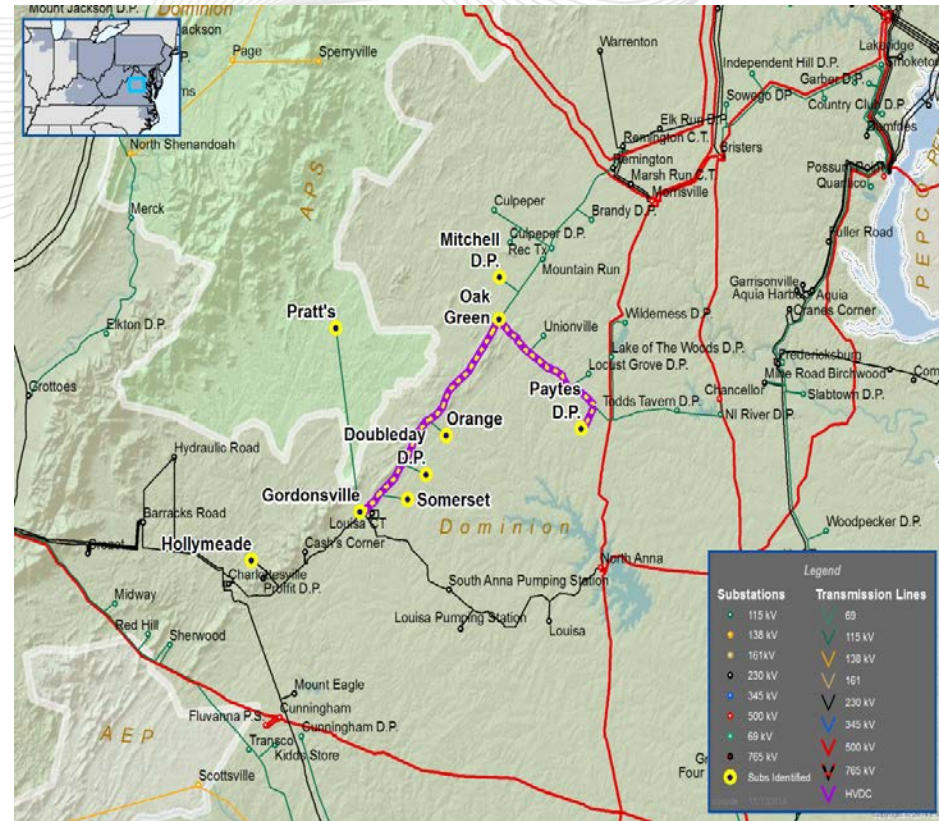 Mount Jackson D.P.
Dominion
Jackson
Page
Sperryville
Warrenton
Independent Hill D.P.
Lakeridge
Smoketown
Garber D.P.
Sowego DP
Country Club D.P.
Elk Run D.P.
Dumfries
Remington C.T.
Bristers
Remington
North Shenandoah
APS
Marsh Run C.T.
Possum Point
Morrisville
Quantico
Merck
Culpeper
Brandy D.P.
PEPCO
Mitchell
D.P.
Culpeper D.P.
Rec Tx
Fuller Road
Mountain Run
Garrisonville
Aquia Harbor
Aquia
Oak
Green
Cranes Corner
Pratt's
Elkton D.P.
Unionville
Wilderness D.P.
Lake of The Woods D.P.
Fredericksburg
Mine Road
Birchwood
Locust Grove D.P.
Grottoes
Paytes
D.P.
Chancellor
Slabtown D.P.
Todds Tavern D.P.
NI River D.P.
Orange
Doubleday
D.P.
Hydraulic Road
Gordonsville
Somerset
Louisa CT
Dominion
Barracks Road
Woodpecker D.P.
Cash's Corner
Hollymeade
Charlottesville
Proffit D.P.
North Anna
South Anna Pumping Station
Midway
Louisa Pumping Station
Louisa
Red Hill
Sherwood
Mount Eagle
Cunningham
Fluvanna P.S.
Cunningham D.P.
AEP
Transco
Kidds Store
Four
Scottsville
Legend
Substations
Transmission Lines
115 kV
69
138 kV
115 kV
161kV
138 kV
230 kV
161
345 kV
230 kV
500 kV
345 kV
69 kV
500 kV
765 kV
765 kV
Subs Identified
HVDC